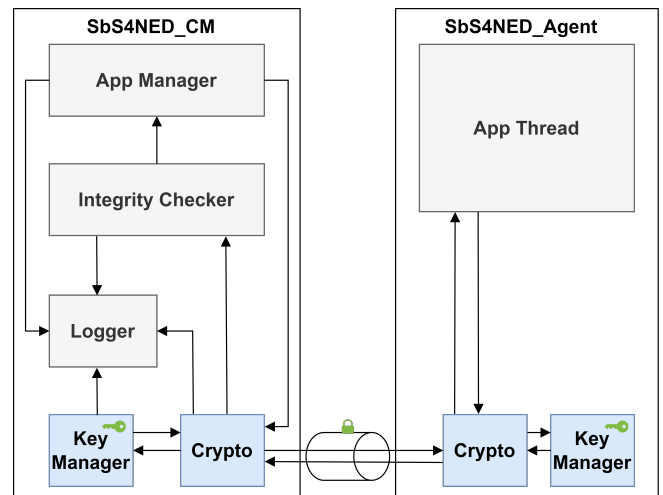 SbS4NED_CM
SbS4NED_Agent
App Manager
App Thread
Integrity Checker
Logger
Key
Manager
Crypto
Crypto
Key
Manager